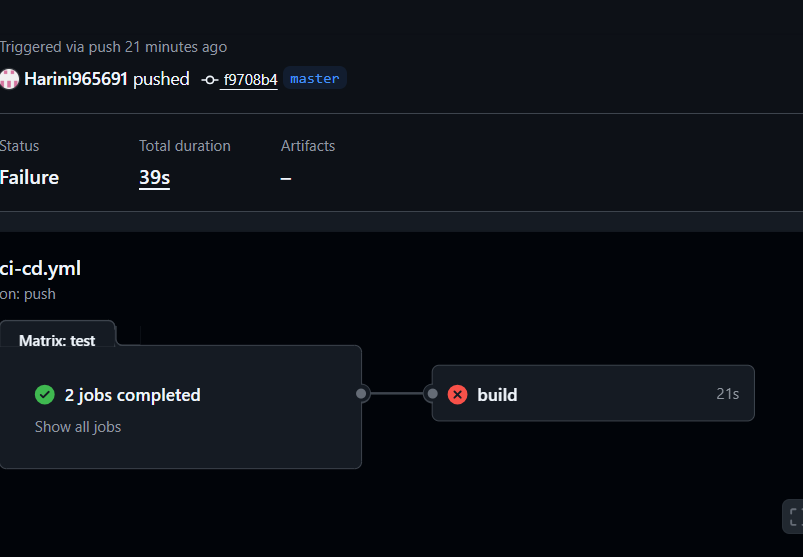 Triggered via push 21 minutes ago
Harini965691 pushed f9708b4 master
Status Total duration Artifacts
Failure 39s –
ci-cd.yml
on: push
Matrix: test
2 jobs completed
Show all jobs
build 21s